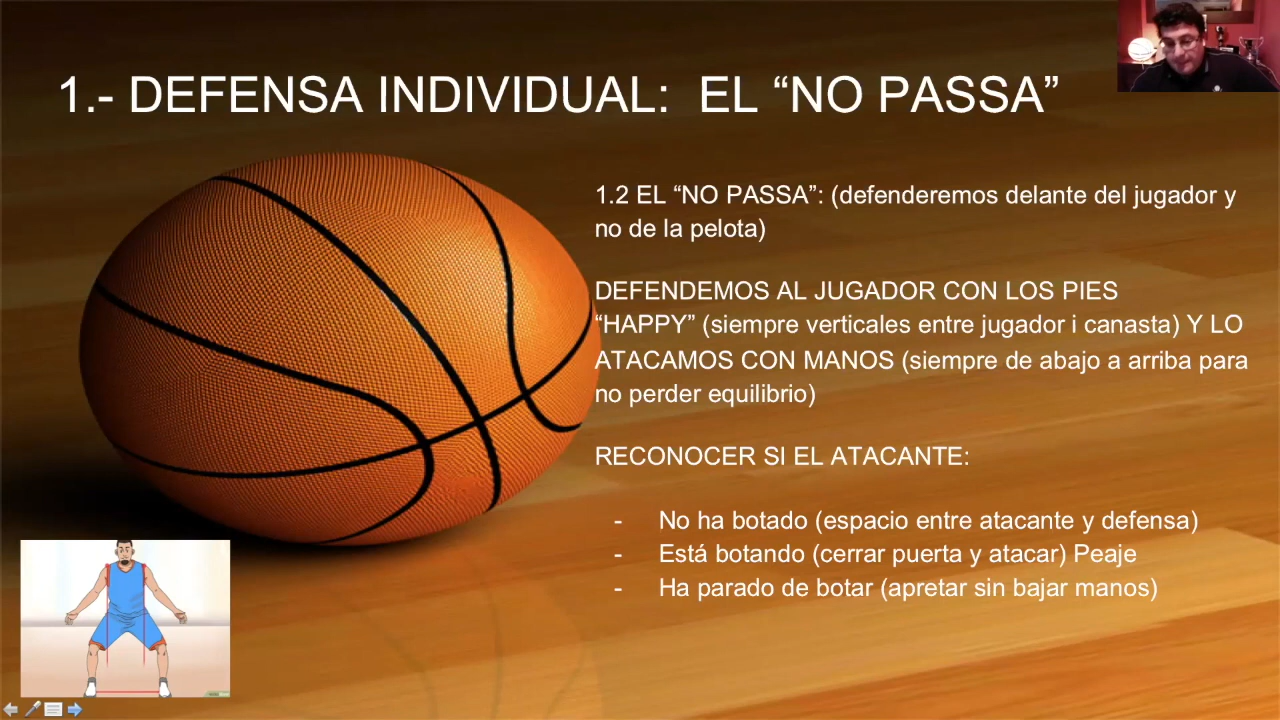 1.- DEFENSA INDIVIDUAL:  EL “NO PASSA”
1.2 EL “NO PASSA”: (defenderemos delante del jugador y
no de la pelota)
DEFENDEMOS AL JUGADOR CON LOS PIES
“HAPPY” (siempre verticales entre jugador i canasta) Y LO
ATACAMOS CON MANOS (siempre de abajo a arriba para
no perder equilibrio)
RECONOCER SI EL ATACANTE:
- No ha botado (espacio entre atacante y defensa)
- Está botando (cerrar puerta y atacar) Peaje
- Ha parado de botar (apretar sin bajar manos)